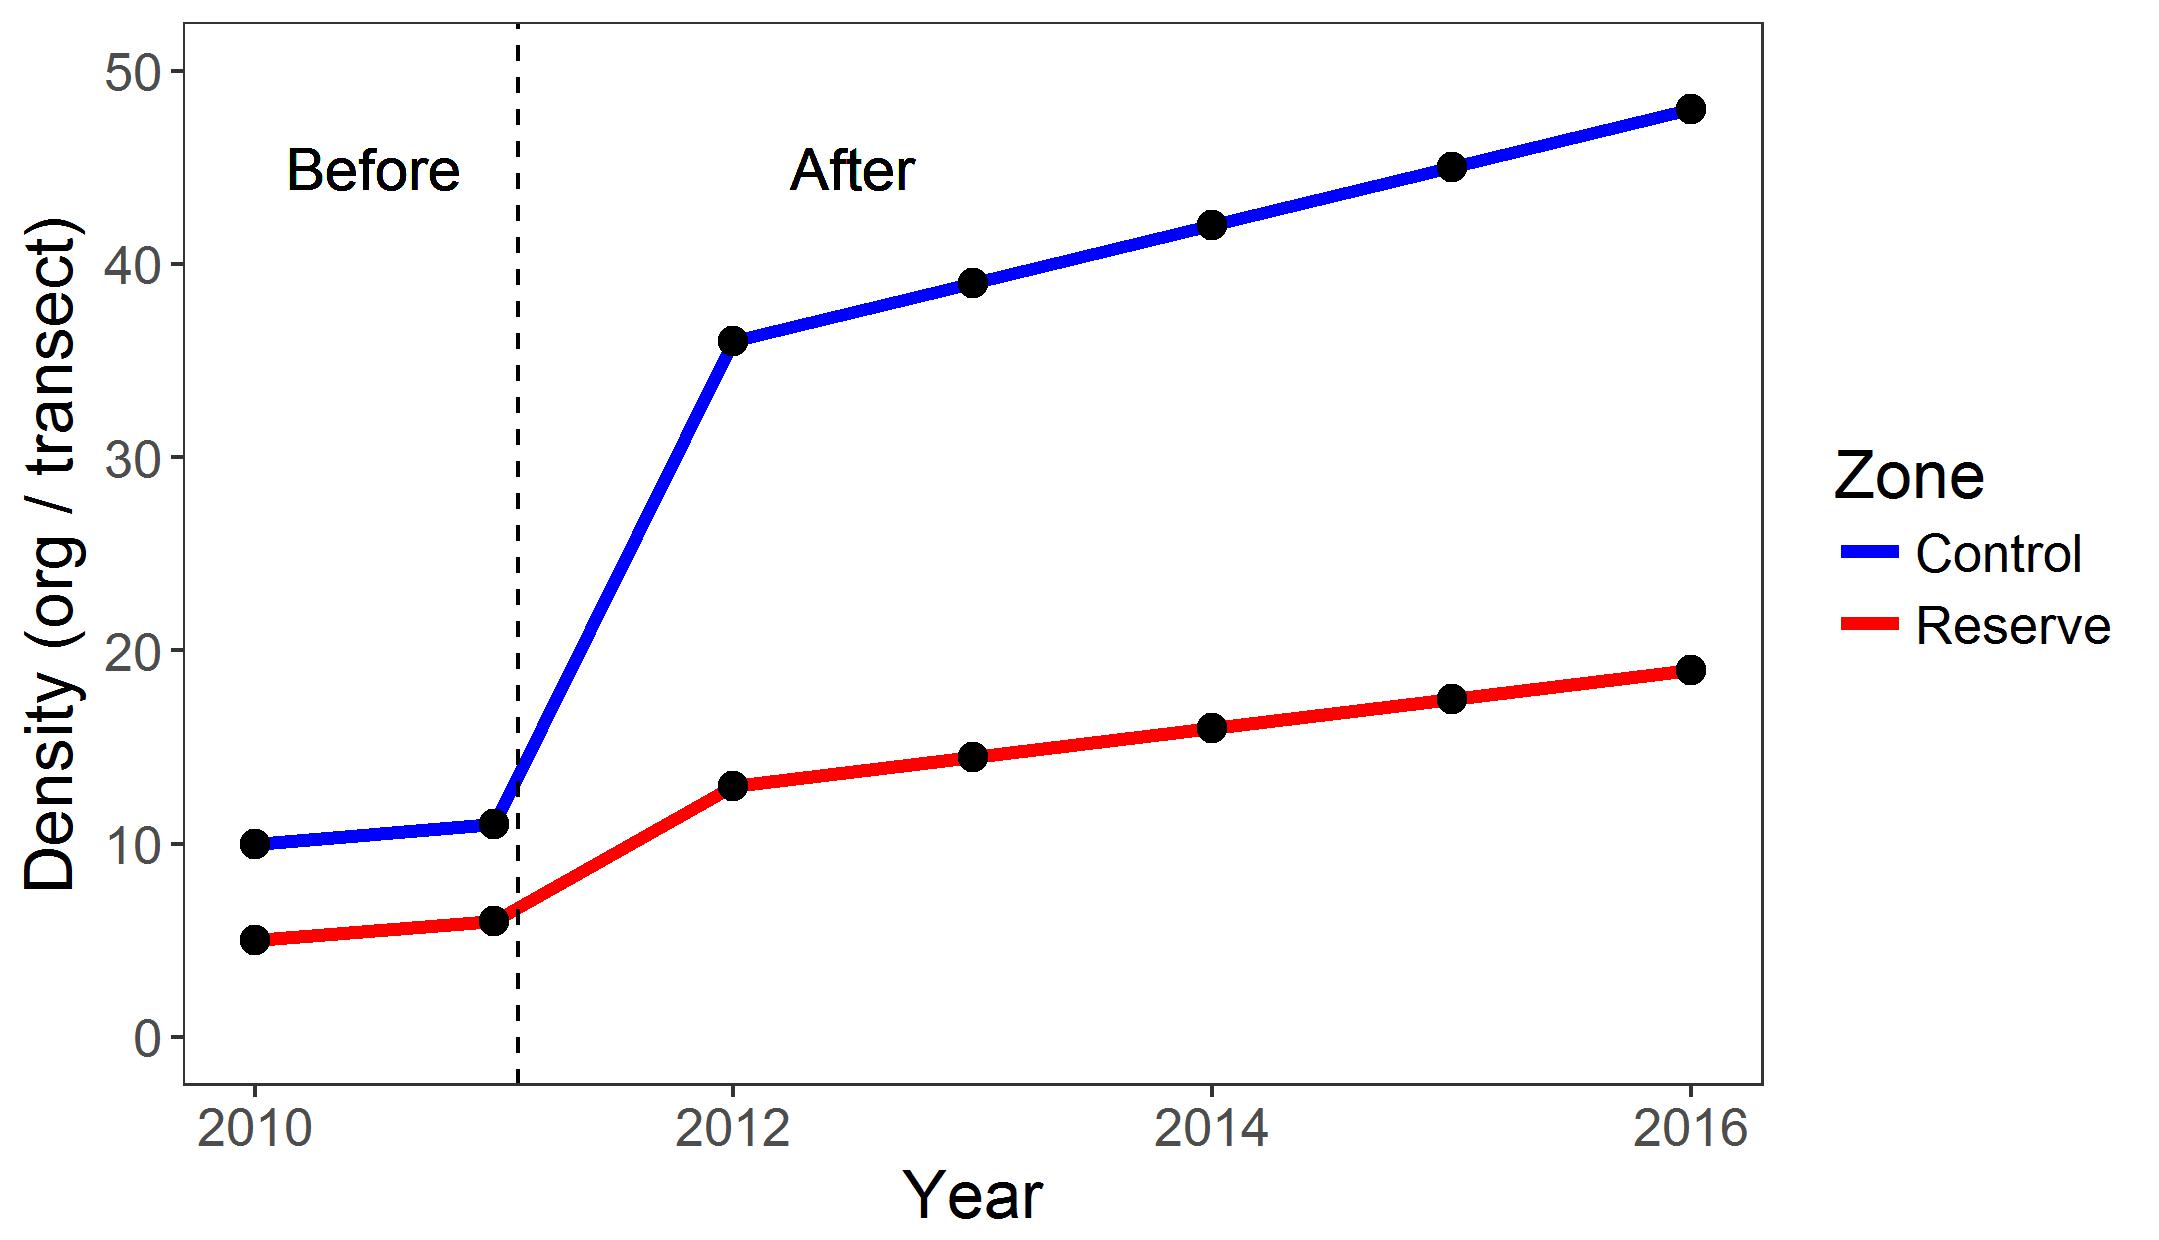 Before
After
Density (org / transect)
50
40
30
20
10
0
2010
2012
2014
2016
Year
Zone
Control
Reserve